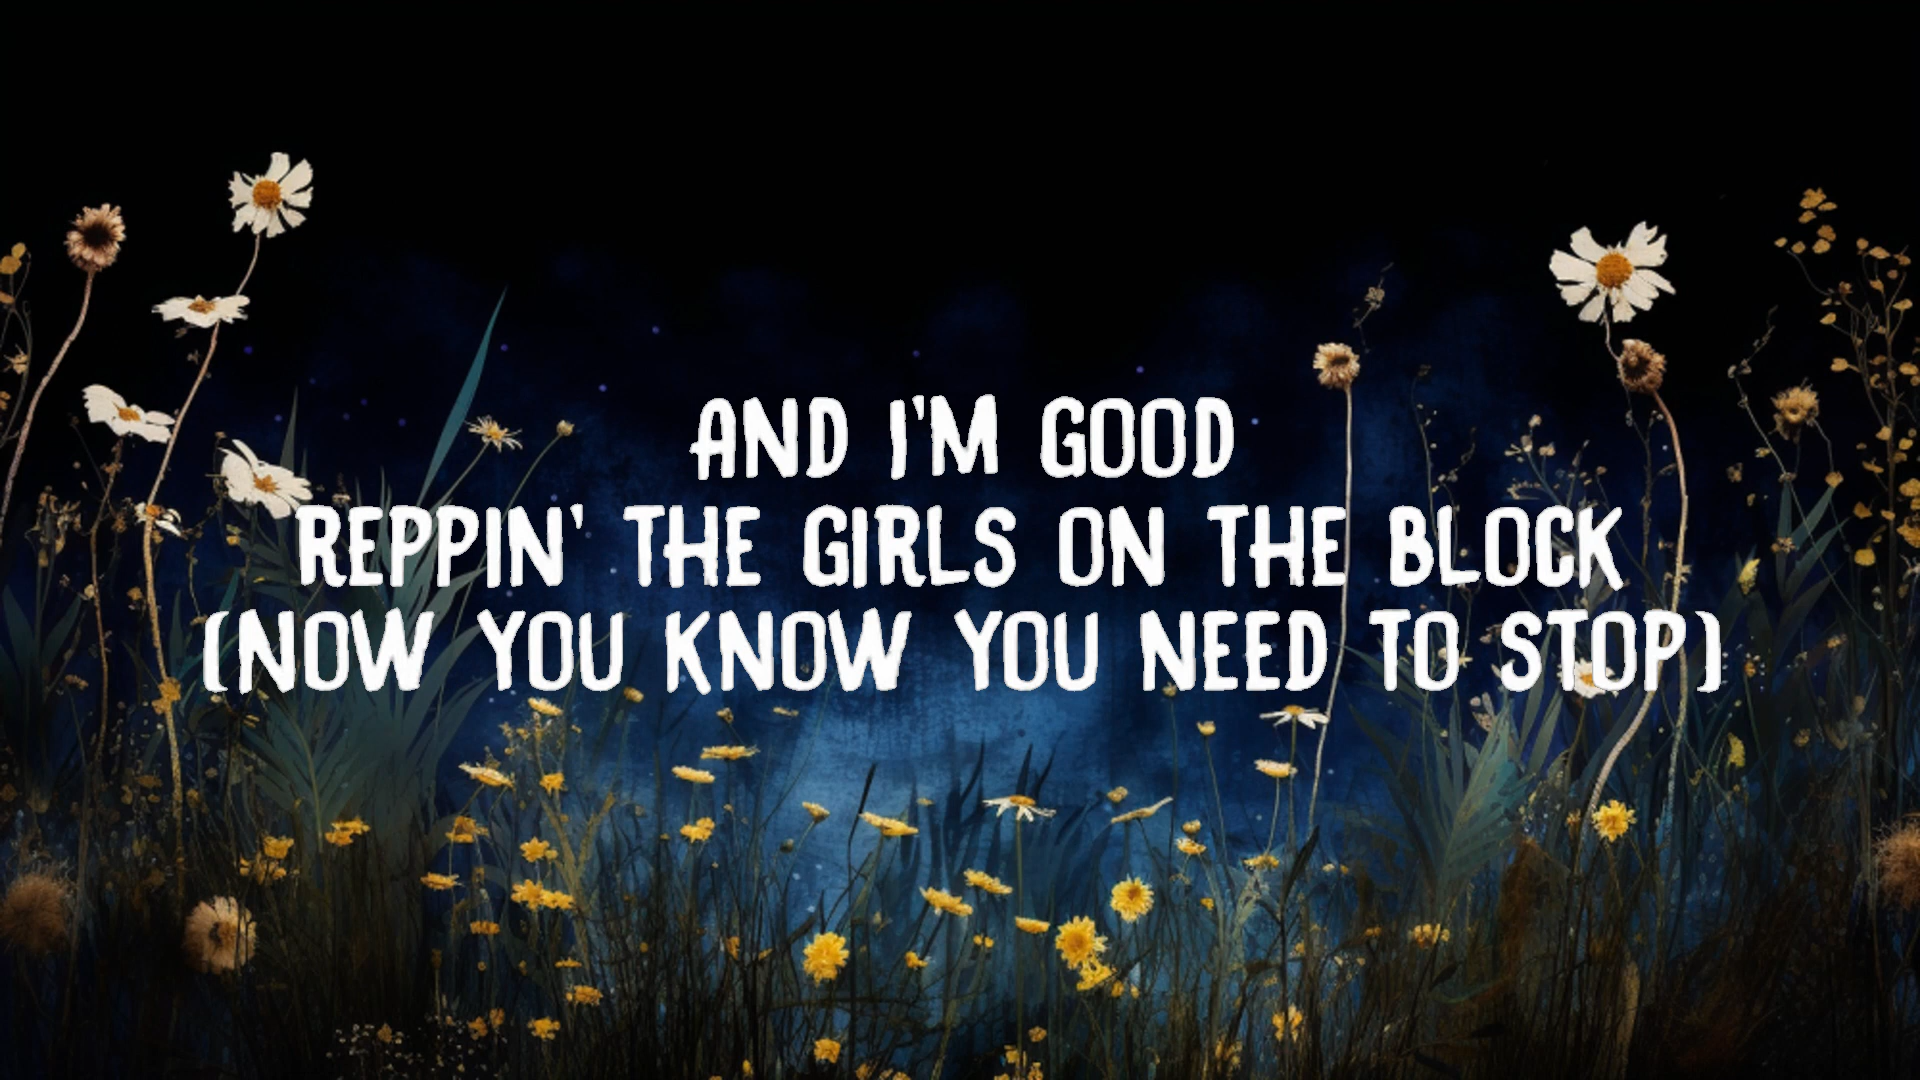 AND I'M GOOD
REPPIN' THE GIRLS ON THE BLOCK
(NOW YOU KNOW YOU NEED TO STOP)